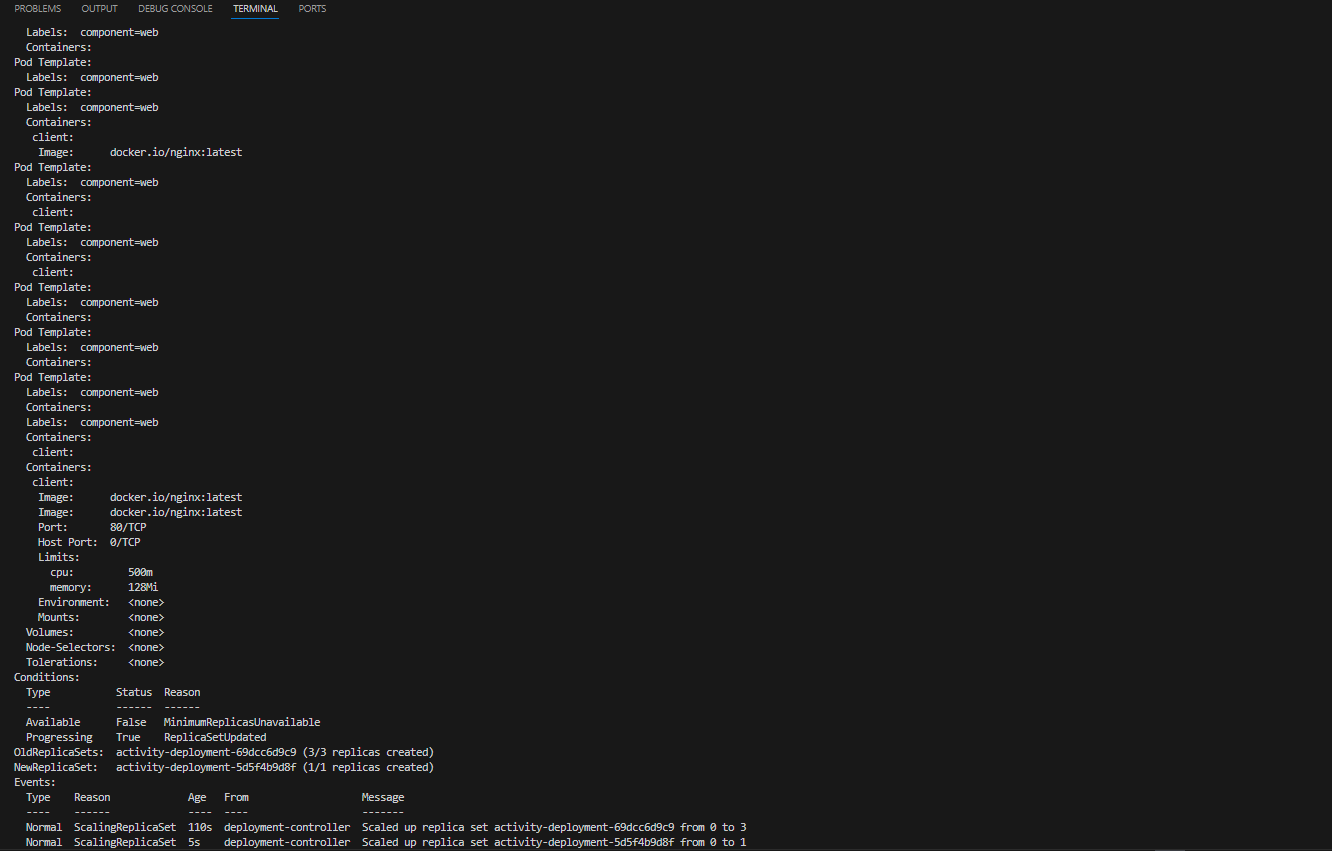 PROBLEMS OUTPUT DEBUG CONSOLE TERMINAL PORTS
  Labels:  component=web
  Containers:
Pod Template:
  Labels:  component=web
Pod Template:
  Labels:  component=web
  Containers:
   client:
    Image:      docker.io/nginx:latest
Pod Template:
  Labels:  component=web
  Containers:
   client:
Pod Template:
  Labels:  component=web
  Containers:
   client:
Pod Template:
  Labels:  component=web
  Containers:
Pod Template:
  Labels:  component=web
  Containers:
Pod Template:
  Labels:  component=web
  Containers:
  Labels:  component=web
  Containers:
   client:
  Containers:
   client:
    Image:      docker.io/nginx:latest
    Image:      docker.io/nginx:latest
    Port:       80/TCP
    Host Port:  0/TCP
    Limits:
      cpu:         500m
      memory:      128Mi
    Environment:   <none>
    Mounts:        <none>
  Volumes:         <none>
  Node-Selectors:  <none>
  Tolerations:     <none>
Conditions:
  Type           Status  Reason
  ----           ------  ------
  Available      False   MinimumReplicasUnavailable
  Progressing    True    ReplicaSetUpdated
OldReplicaSets:  activity-deployment-69dcc6d9c9 (3/3 replicas created)
NewReplicaSet:   activity-deployment-5d5f4b9d8f (1/1 replicas created)
Events:
  Type    Reason             Age   From                   Message
  ----    ------             ----  ----                   -------
  Normal  ScalingReplicaSet  110s  deployment-controller  Scaled up replica set activity-deployment-69dcc6d9c9 from 0 to 3
  Normal  ScalingReplicaSet  5s    deployment-controller  Scaled up replica set activity-deployment-5d5f4b9d8f from 0 to 1